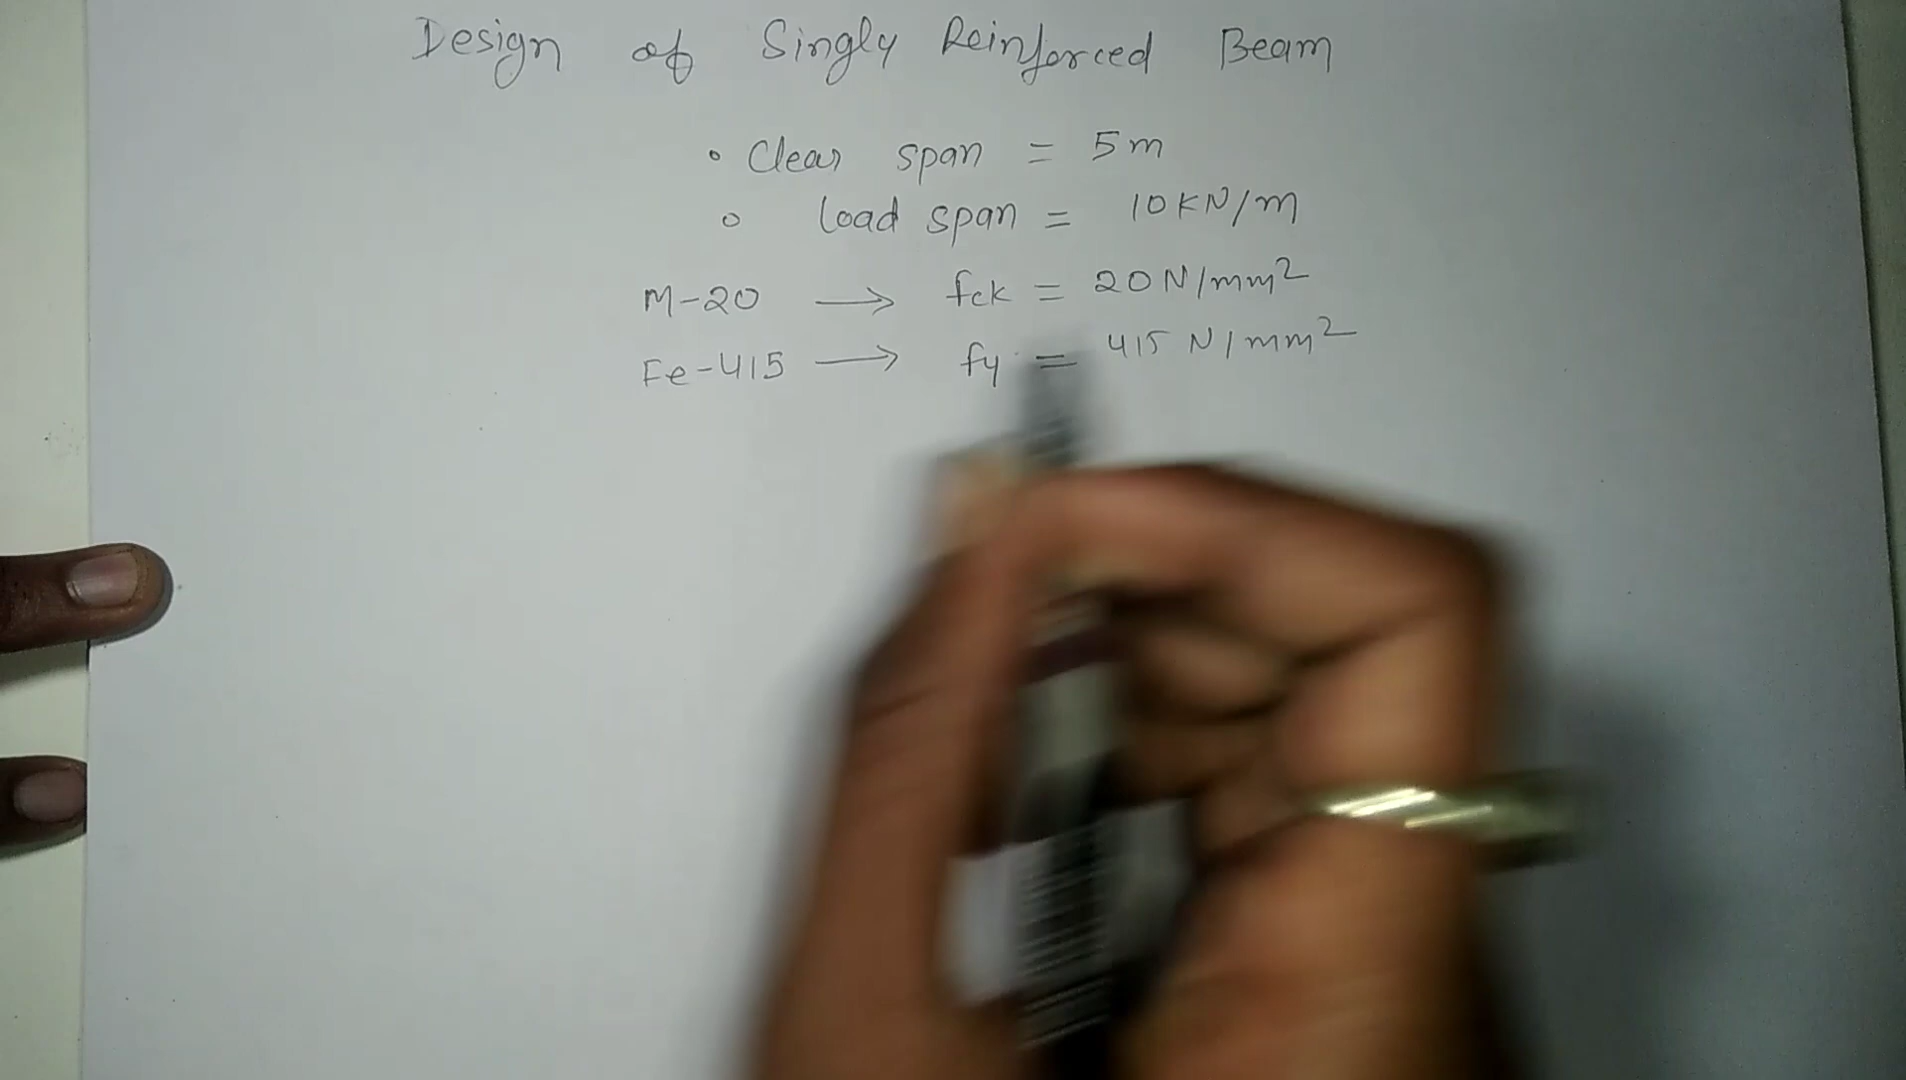 Design of Singly Reinforced Beam
• Clear span = 5m
∘ load span = 10KN/m
M-20 → fck = 20N/mm²
Fe-415 → fy = 415 N/mm²